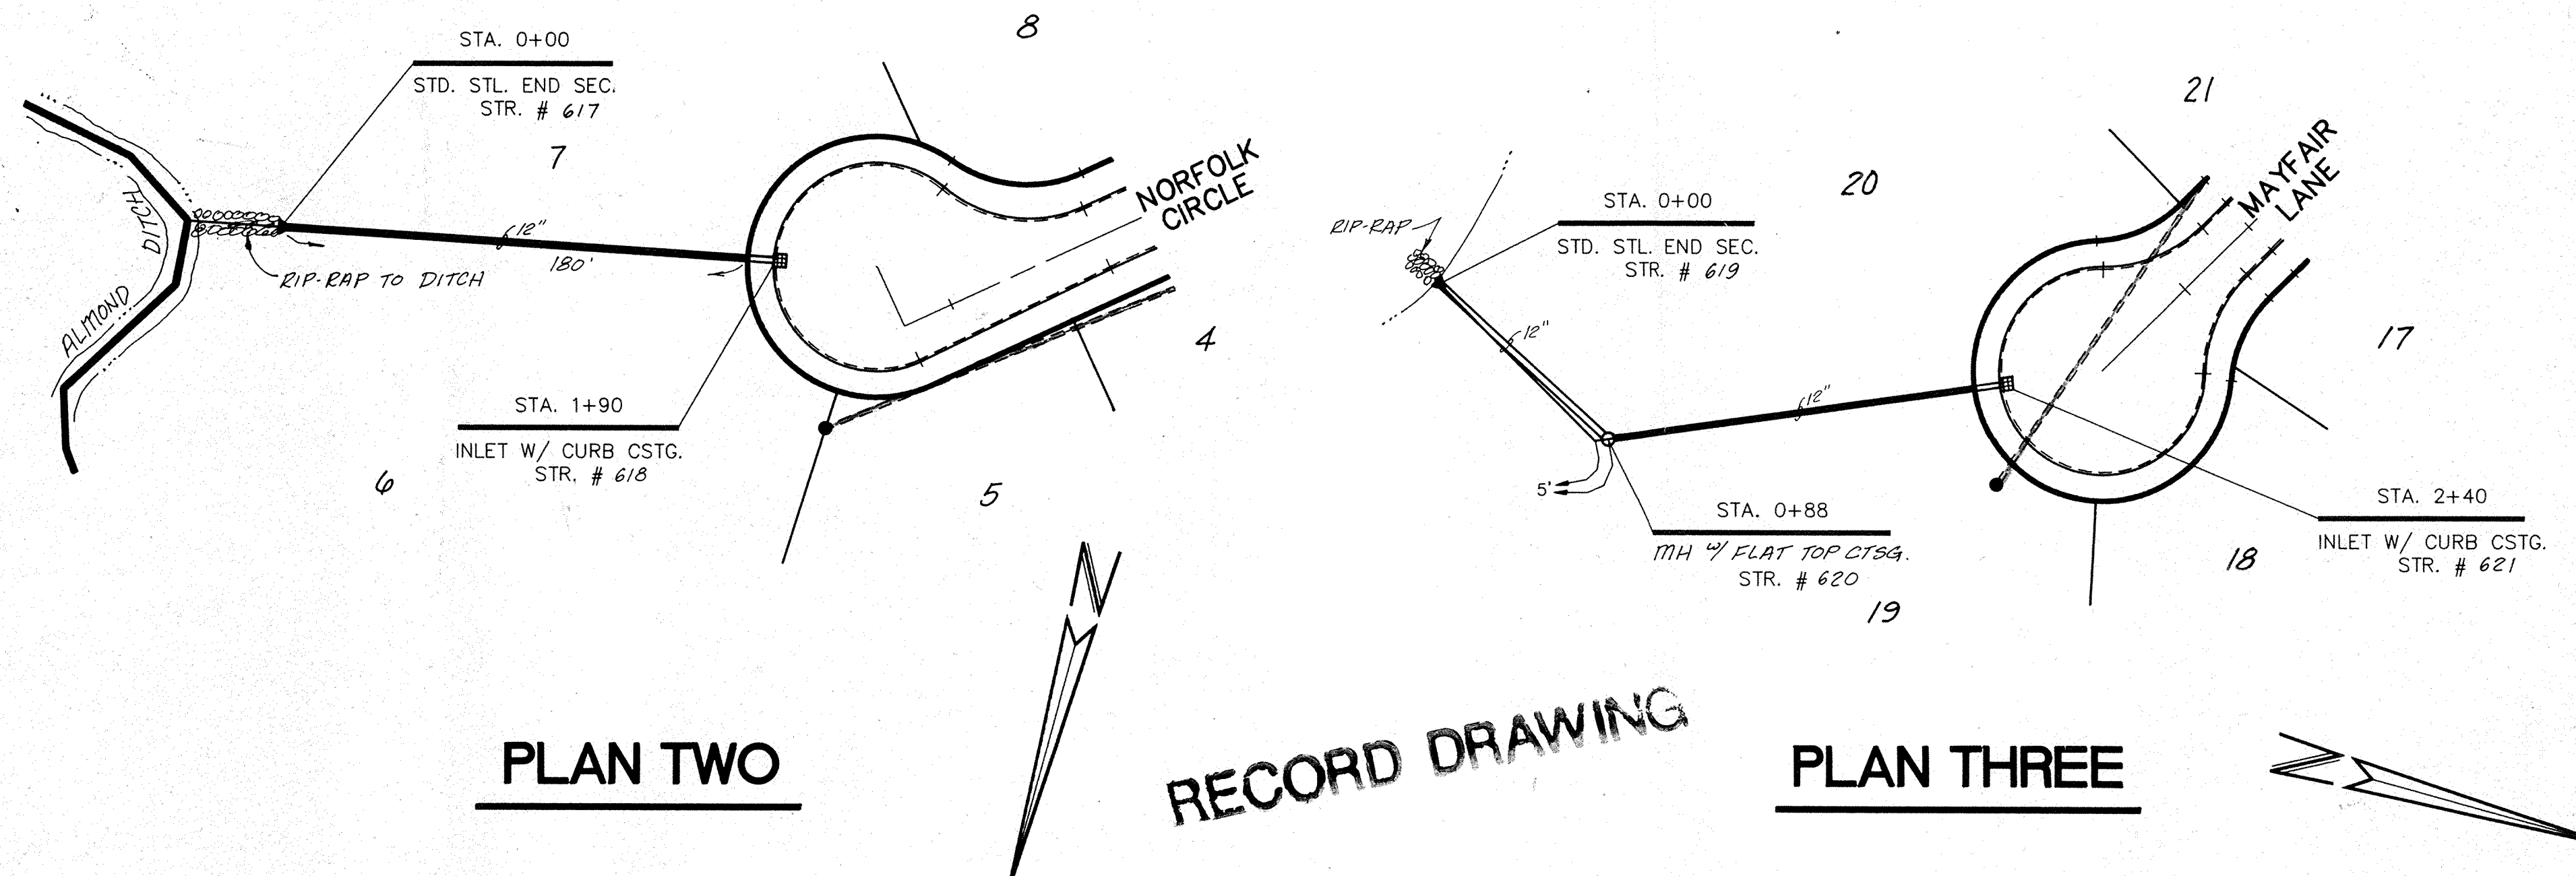 STA. 0+00
STD. STL. END SEC.
STR. # 617
8
7
NORFOLK
CIRCLE
DITCH
12"
180'
RIP-RAP TO DITCH
ALMOND
4
STA. 1+90
INLET W/ CURB CSTG.
STR. # 618
6
5
N
PLAN TWO
RECORD DRAWING
21
MAYFAIR
LANE
20
STA. 0+00
STD. STL. END SEC.
STR. # 619
RIP-RAP
12"
17
12"
5'
STA. 0+88
MH W/ FLAT TOP CTSG.
STR. # 620
STA. 2+40
INLET W/ CURB CSTG.
STR. # 621
18
19
PLAN THREE
N